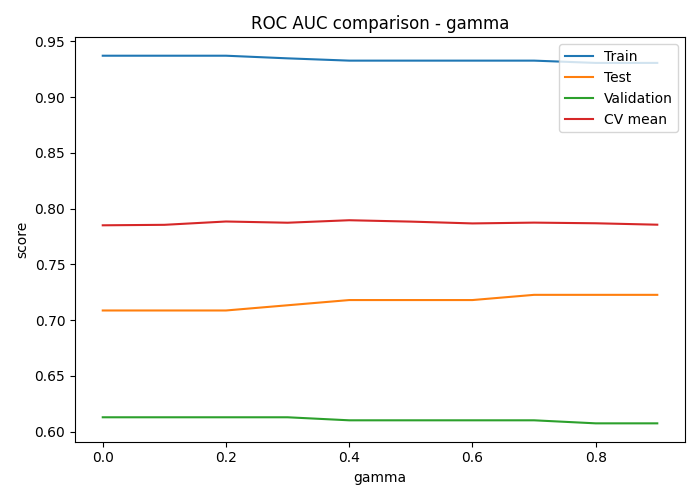 ROC AUC comparison - gamma
0.95
0.90
0.85
0.80
0.75
0.70
0.65
0.60
score
0.0
0.2
0.4
0.6
0.8
gamma
Train
Test
Validation
CV mean